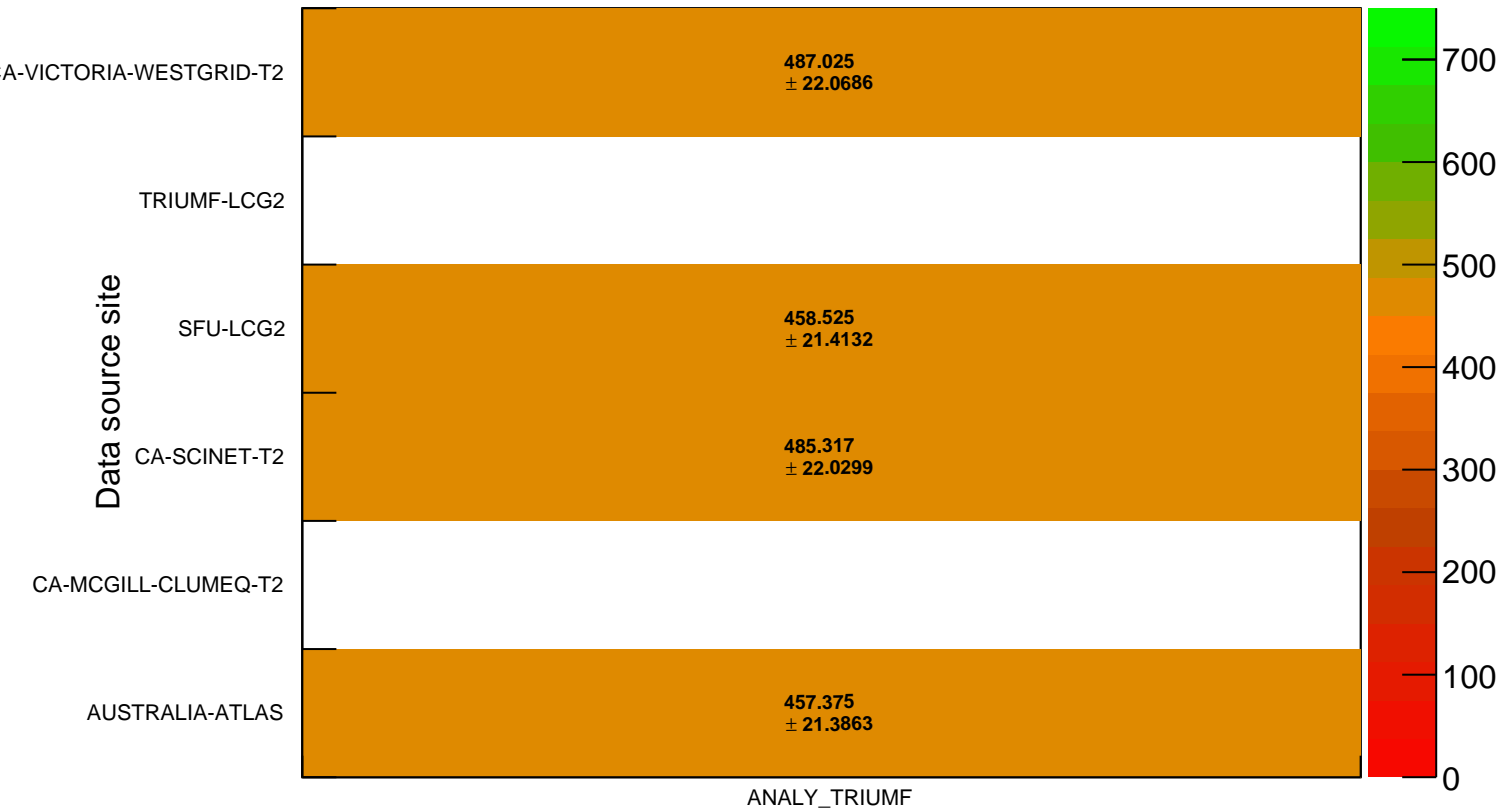 A-VICTORIA-WESTGRID-T2
TRIUMF-LCG2
SFU-LCG2
CA-SCINET-T2
CA-MCGILL-CLUMEQ-T2
AUSTRALIA-ATLAS
Data source site
487.025
± 22.0686
458.525
± 21.4132
485.317
± 22.0299
457.375
± 21.3863
ANALY_TRIUMF
700
600
500
400
300
200
100
0